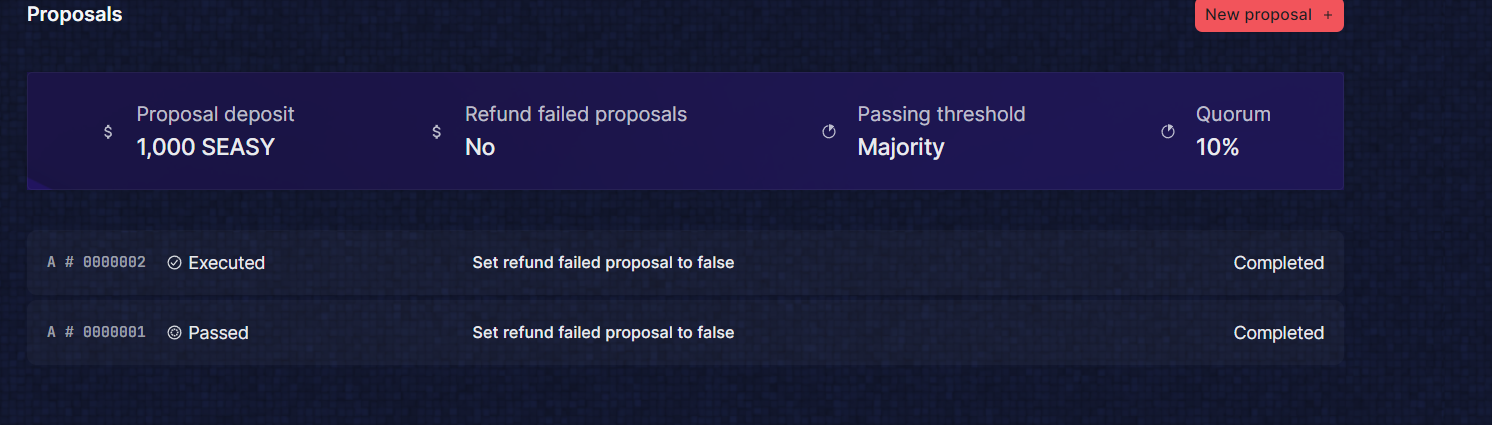 Proposals
New proposal +
Proposal deposit
1,000 SEASY
Refund failed proposals
No
Passing threshold
Majority
Quorum
10%
A # 0000002 Executed Set refund failed proposal to false Completed
A # 0000001 Passed Set refund failed proposal to false Completed